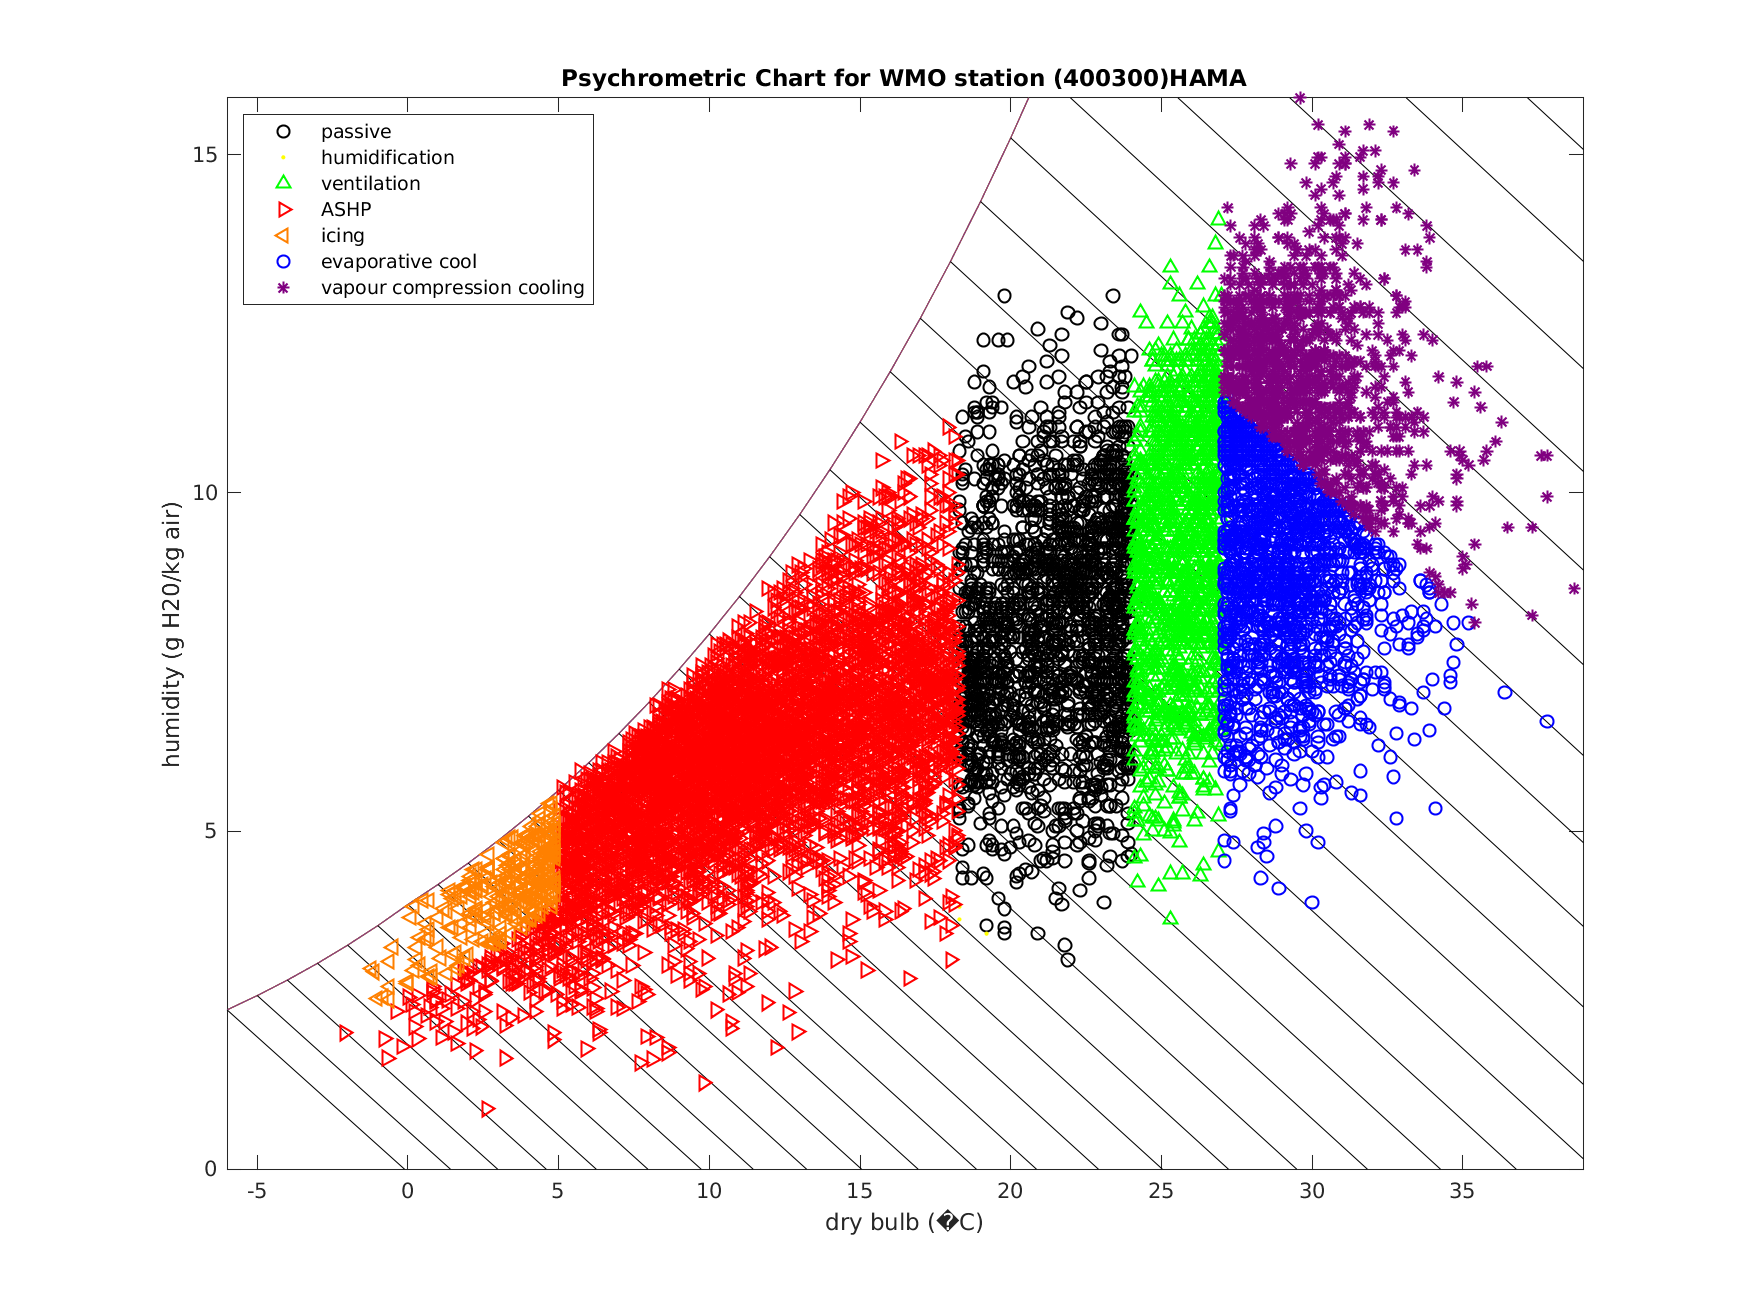 Psychrometric Chart for WMO station (400300)HAMA
passive
humidification
ventilation
ASHP
icing
evaporative cool
vapour compression cooling
15
10
5
0
humidity (g H20/kg air)
-5 0 5 10 15 20 25 30 35
dry bulb (�C)